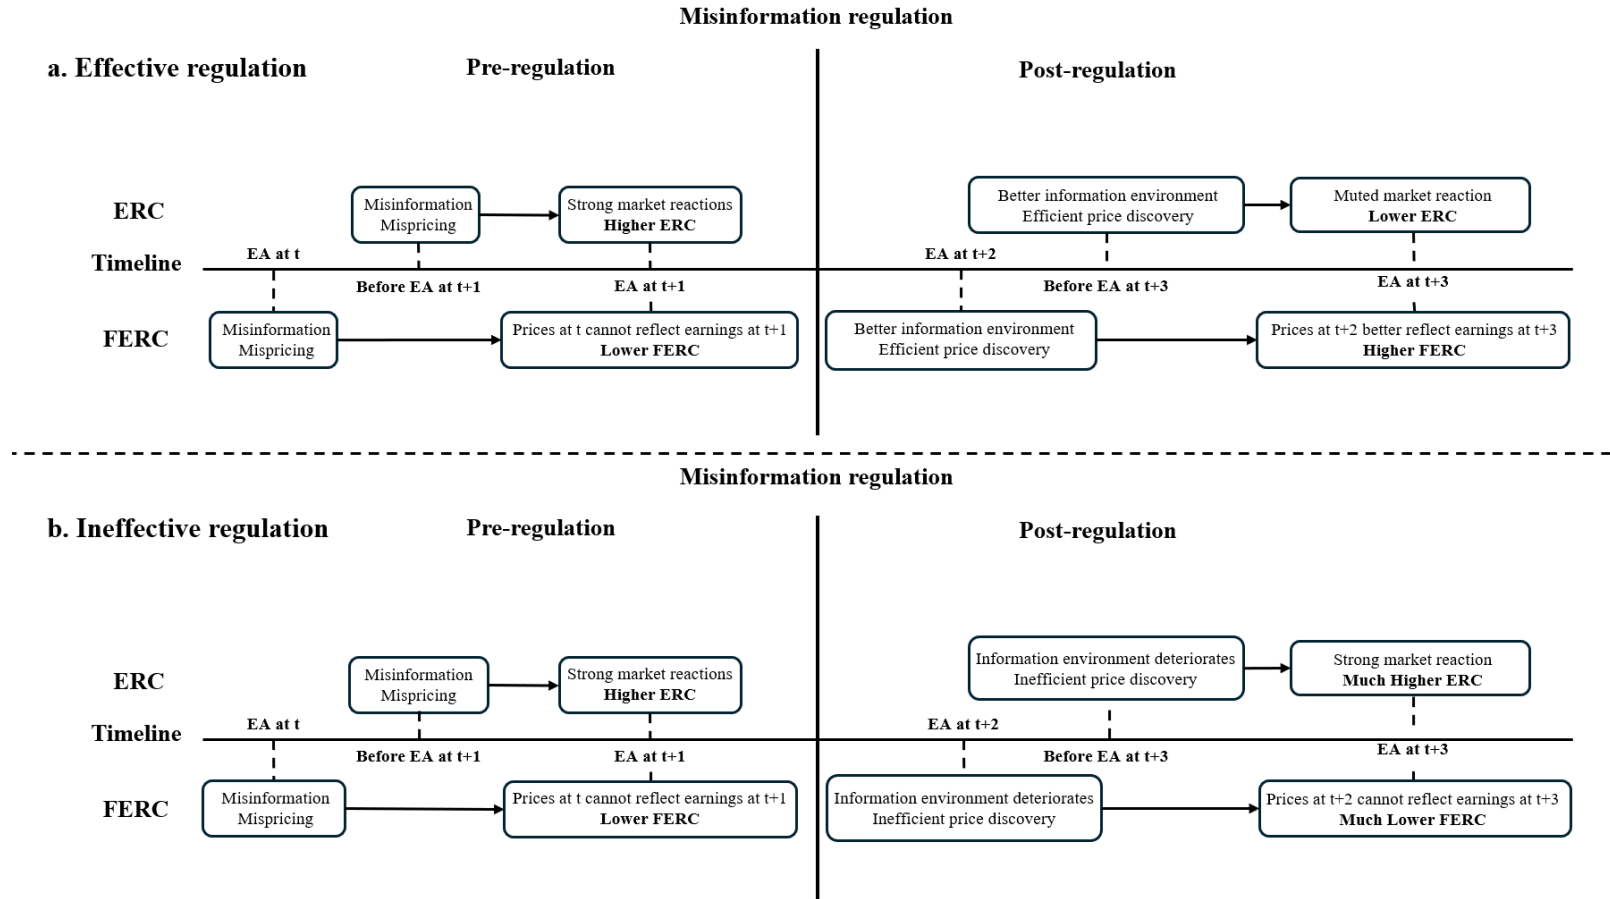 Misinformation regulation
a. Effective regulation
Pre-regulation
Post-regulation
ERC
Misinformation
Mispricing
Strong market reactions
Higher ERC
Better information environment
Efficient price discovery
Muted market reaction
Lower ERC
Timeline
EA at t
Before EA at t+1
EA at t+1
EA at t+2
Before EA at t+3
EA at t+3
FERC
Misinformation
Mispricing
Prices at t cannot reflect earnings at t+1
Lower FERC
Better information environment
Efficient price discovery
Prices at t+2 better reflect earnings at t+3
Higher FERC
Misinformation regulation
b. Ineffective regulation
Pre-regulation
Post-regulation
ERC
Misinformation
Mispricing
Strong market reactions
Higher ERC
Information environment deteriorates
Inefficient price discovery
Strong market reaction
Much Higher ERC
Timeline
EA at t
Before EA at t+1
EA at t+1
EA at t+2
Before EA at t+3
EA at t+3
FERC
Misinformation
Mispricing
Prices at t cannot reflect earnings at t+1
Lower FERC
Information environment deteriorates
Inefficient price discovery
Prices at t+2 cannot reflect earnings at t+3
Much Lower FERC